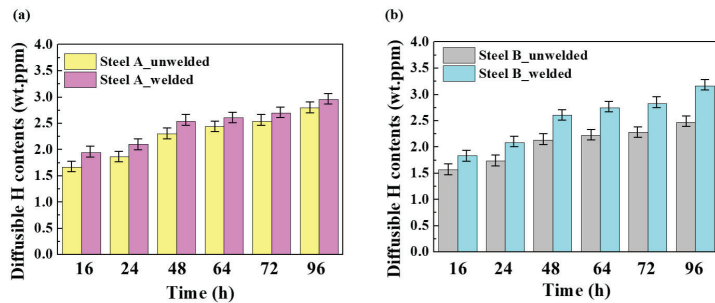 (a)
Diffusible H contents (wt.ppm)
4.0
3.5
3.0
2.5
2.0
1.5
1.0
0.5
0.0
Steel A_unwelded
Steel A_welded
16 24 48 64 72 96
Time (h)
(b)
Diffusible H contents (wt.ppm)
4.0
3.5
3.0
2.5
2.0
1.5
1.0
0.5
0.0
Steel B_unwelded
Steel B_welded
16 24 48 64 72 96
Time (h)